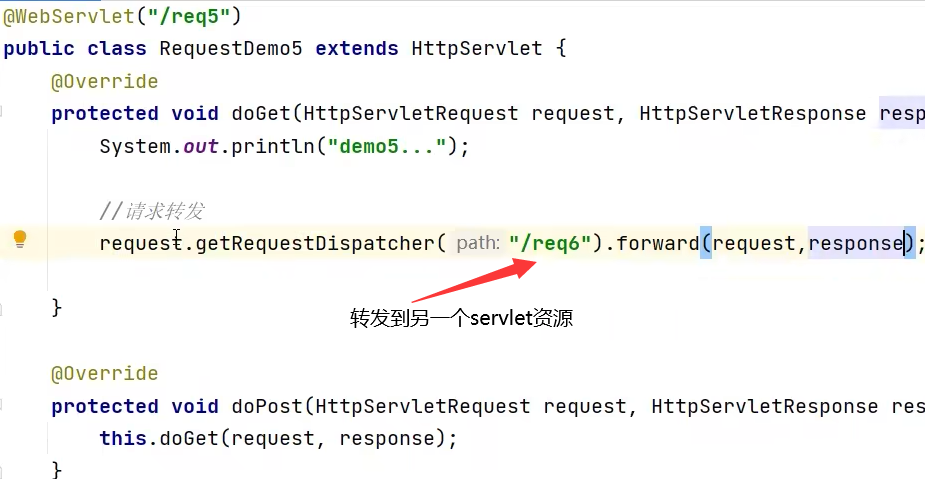 @WebServlet("/req5")
public class RequestDemo5 extends HttpServlet {
@Override
protected void doGet(HttpServletRequest request, HttpServletResponse resp
System.out.println("demo5...");
//请求转发
request.getRequestDispatcher( path: "/req6").forward(request,response);
}
转发到另一个servlet资源
@Override
protected void doPost(HttpServletRequest request, HttpServletResponse res
this.doGet(request, response);
}